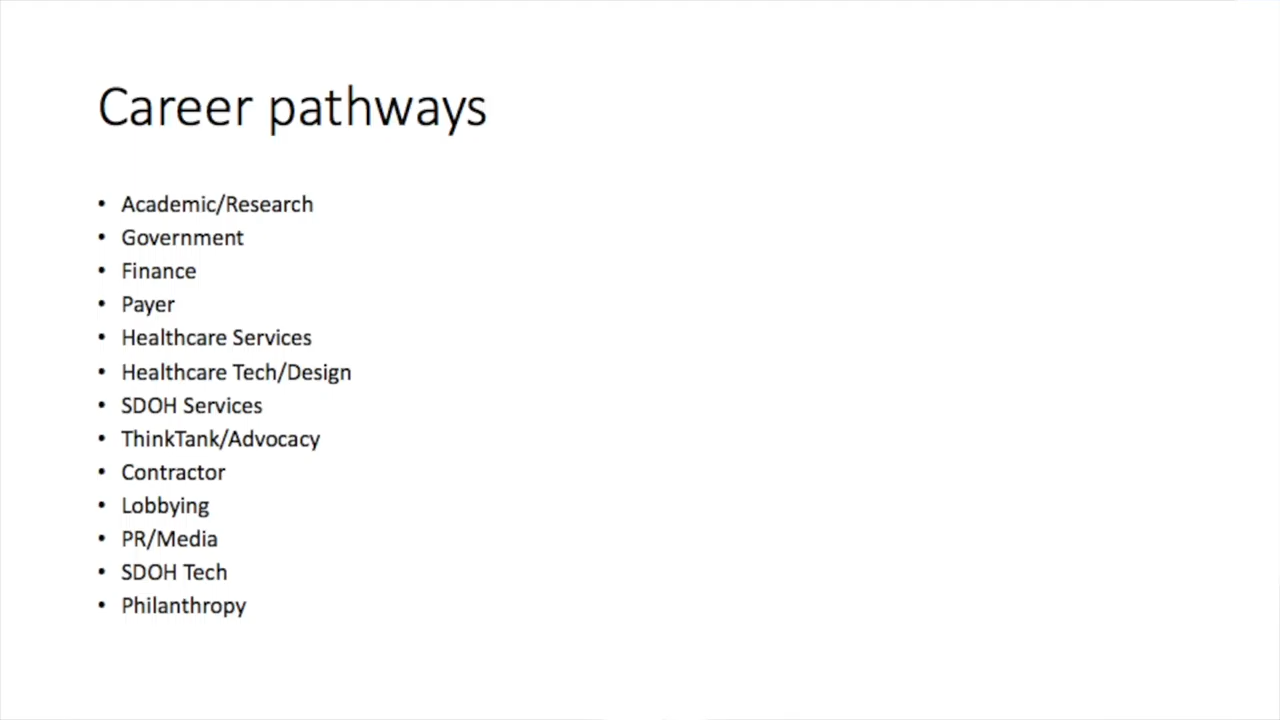 Career pathways
• Academic/Research
• Government
• Finance
• Payer
• Healthcare Services
• Healthcare Tech/Design
• SDOH Services
• ThinkTank/Advocacy
• Contractor
• Lobbying
• PR/Media
• SDOH Tech
• Philanthropy